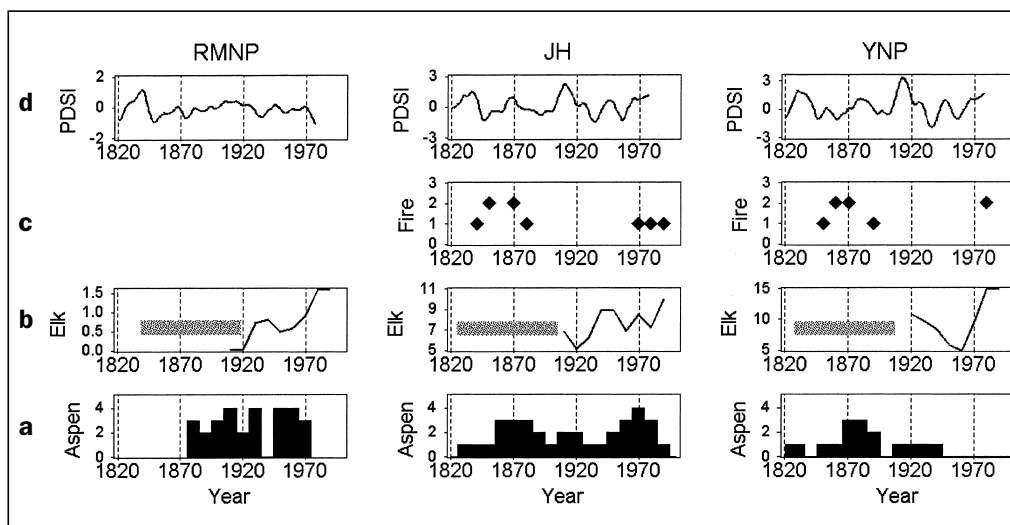 RMNP JH YNP
d
PDSI 2 0 -2
1820 1870 1920 1970
PDSI 3 0 -3
1820 1870 1920 1970
PDSI 3 0 -3
1820 1870 1920 1970
c
Fire 3 2 1 0
1820 1870 1920 1970
Fire 3 2 1 0
1820 1870 1920 1970
b
Elk 1.5 1.0 0.5 0.0
1820 1870 1920 1970
Elk 11 9 7 5
1820 1870 1920 1970
Elk 15 10 5
1820 1870 1920 1970
a
Aspen 4 2 0
1820 1870 1920 1970
Year
Aspen 4 2 0
1820 1870 1920 1970
Year
Aspen 4 2 0
1820 1870 1920 1970
Year